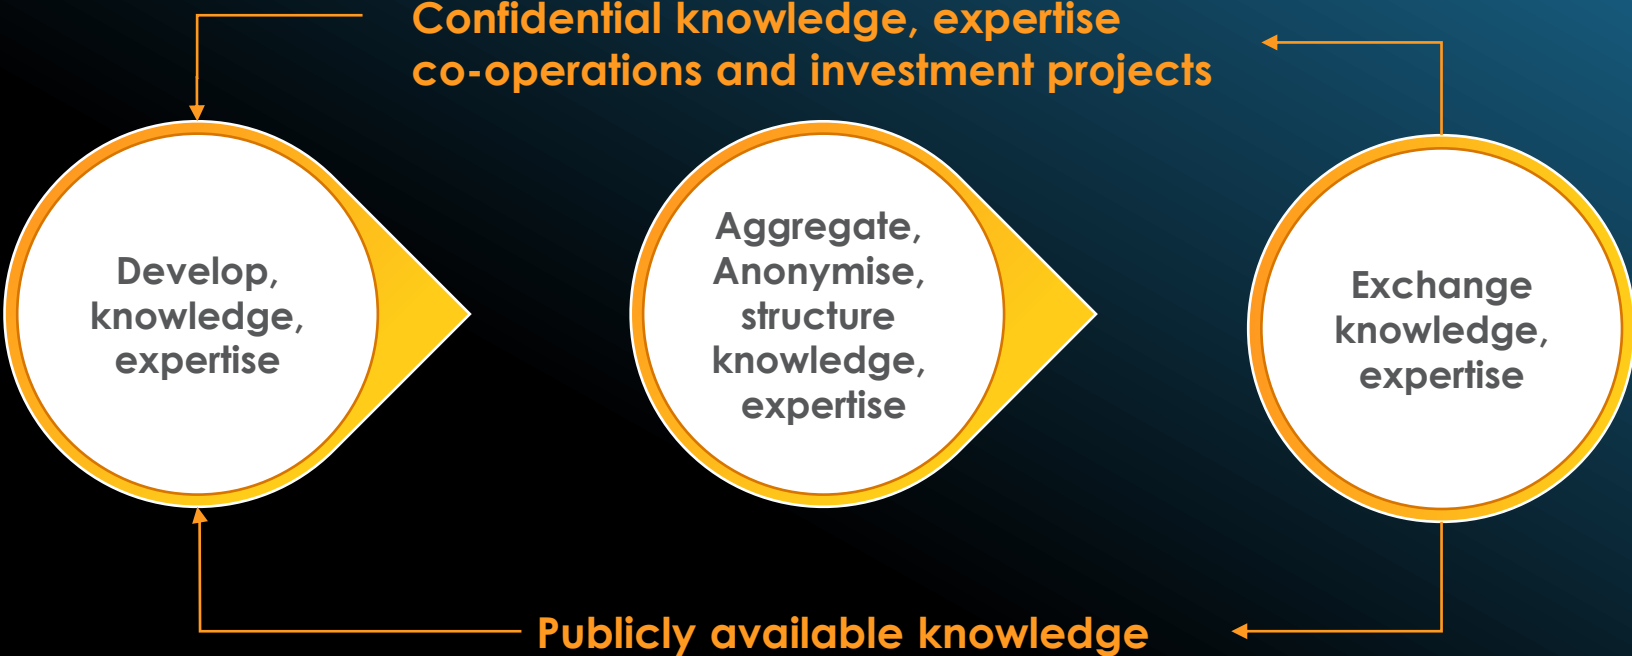 Confidential knowledge, expertise
co-operations and investment projects
Develop,
knowledge,
expertise
Aggregate,
Anonymise,
structure
knowledge,
expertise
Exchange
knowledge,
expertise
Publicly available knowledge